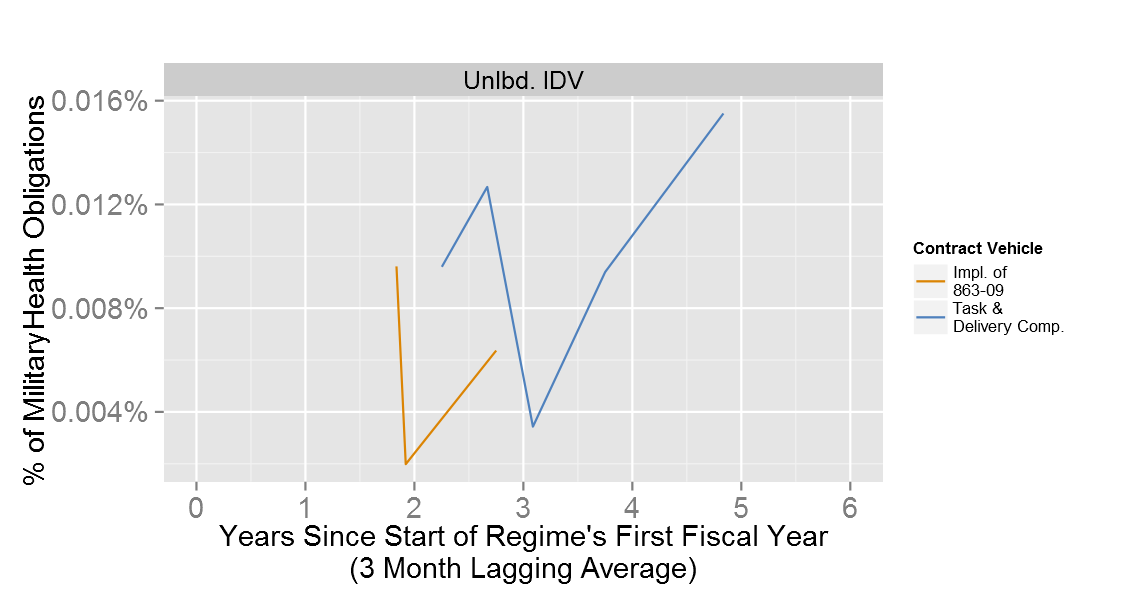 Unlbd. IDV
% of MilitaryHealth Obligations
0.016%
0.012%
0.008%
0.004%
0 1 2 3 4 5 6
Years Since Start of Regime's First Fiscal Year
(3 Month Lagging Average)
Contract Vehicle
Impl. of
863-09
Task &
Delivery Comp.